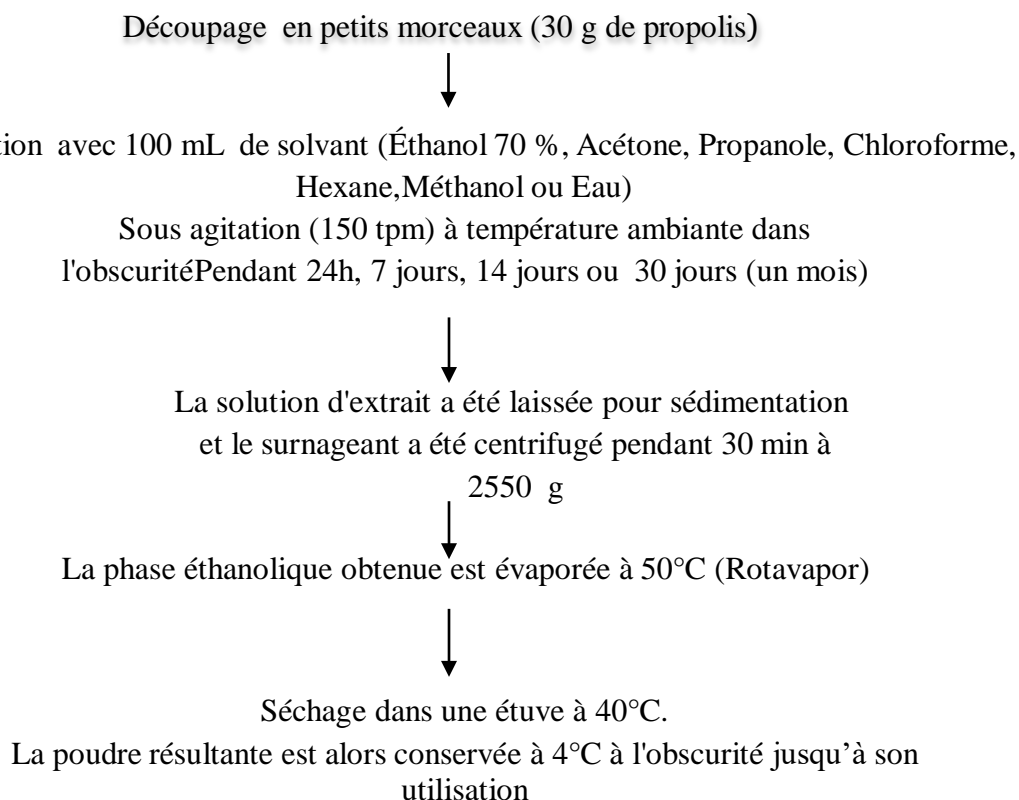 Découpage en petits morceaux (30 g de propolis)
tion avec 100 mL de solvant (Éthanol 70 %, Acétone, Propanole, Chloroforme,
Hexane,Méthanol ou Eau)
Sous agitation (150 tpm) à température ambiante dans
l'obscuritéPendant 24h, 7 jours, 14 jours ou 30 jours (un mois)
La solution d'extrait a été laissée pour sédimentation
et le surnageant a été centrifugé pendant 30 min à
2550 g
La phase éthanolique obtenue est évaporée à 50°C (Rotavapor)
Séchage dans une étuve à 40°C.
La poudre résultante est alors conservée à 4°C à l'obscurité jusqu’à son
utilisation